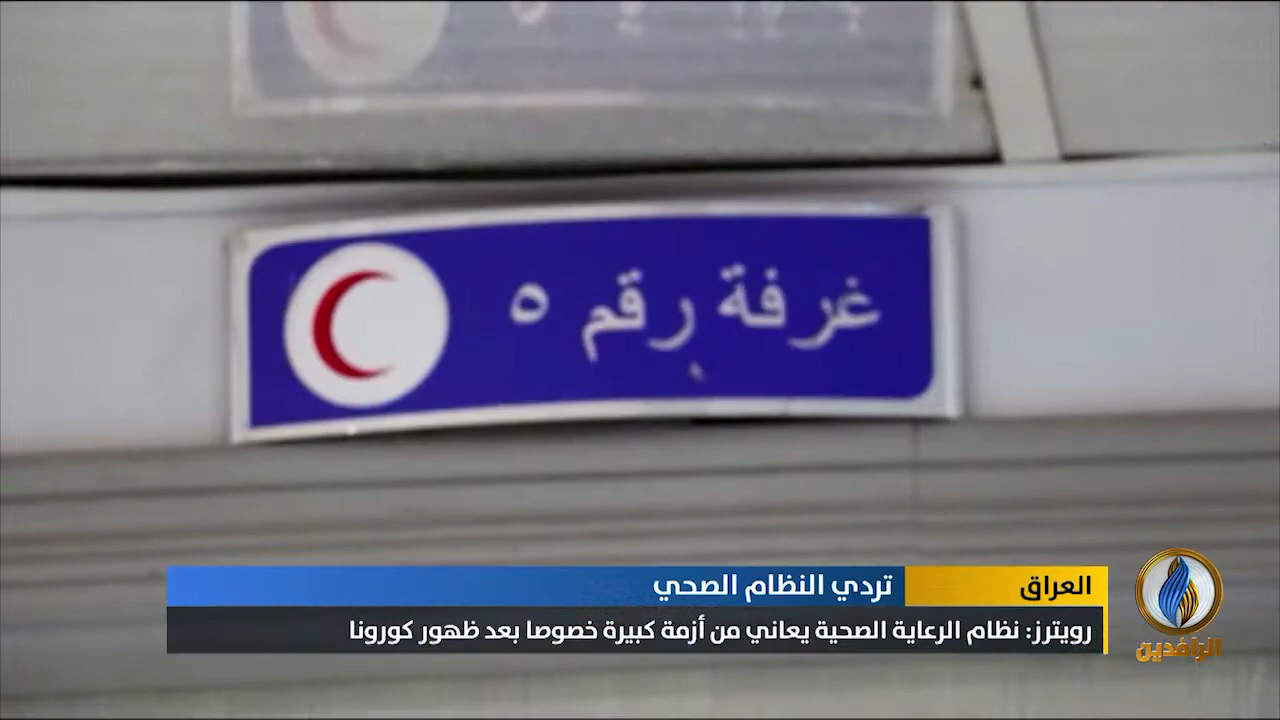 غرفة رقم ٥
العراق
تردي النظام الصحي
رويترز: نظام الرعاية الصحية يعاني من أزمة كبيرة خصوصا بعد ظهور كورونا
الرافدين